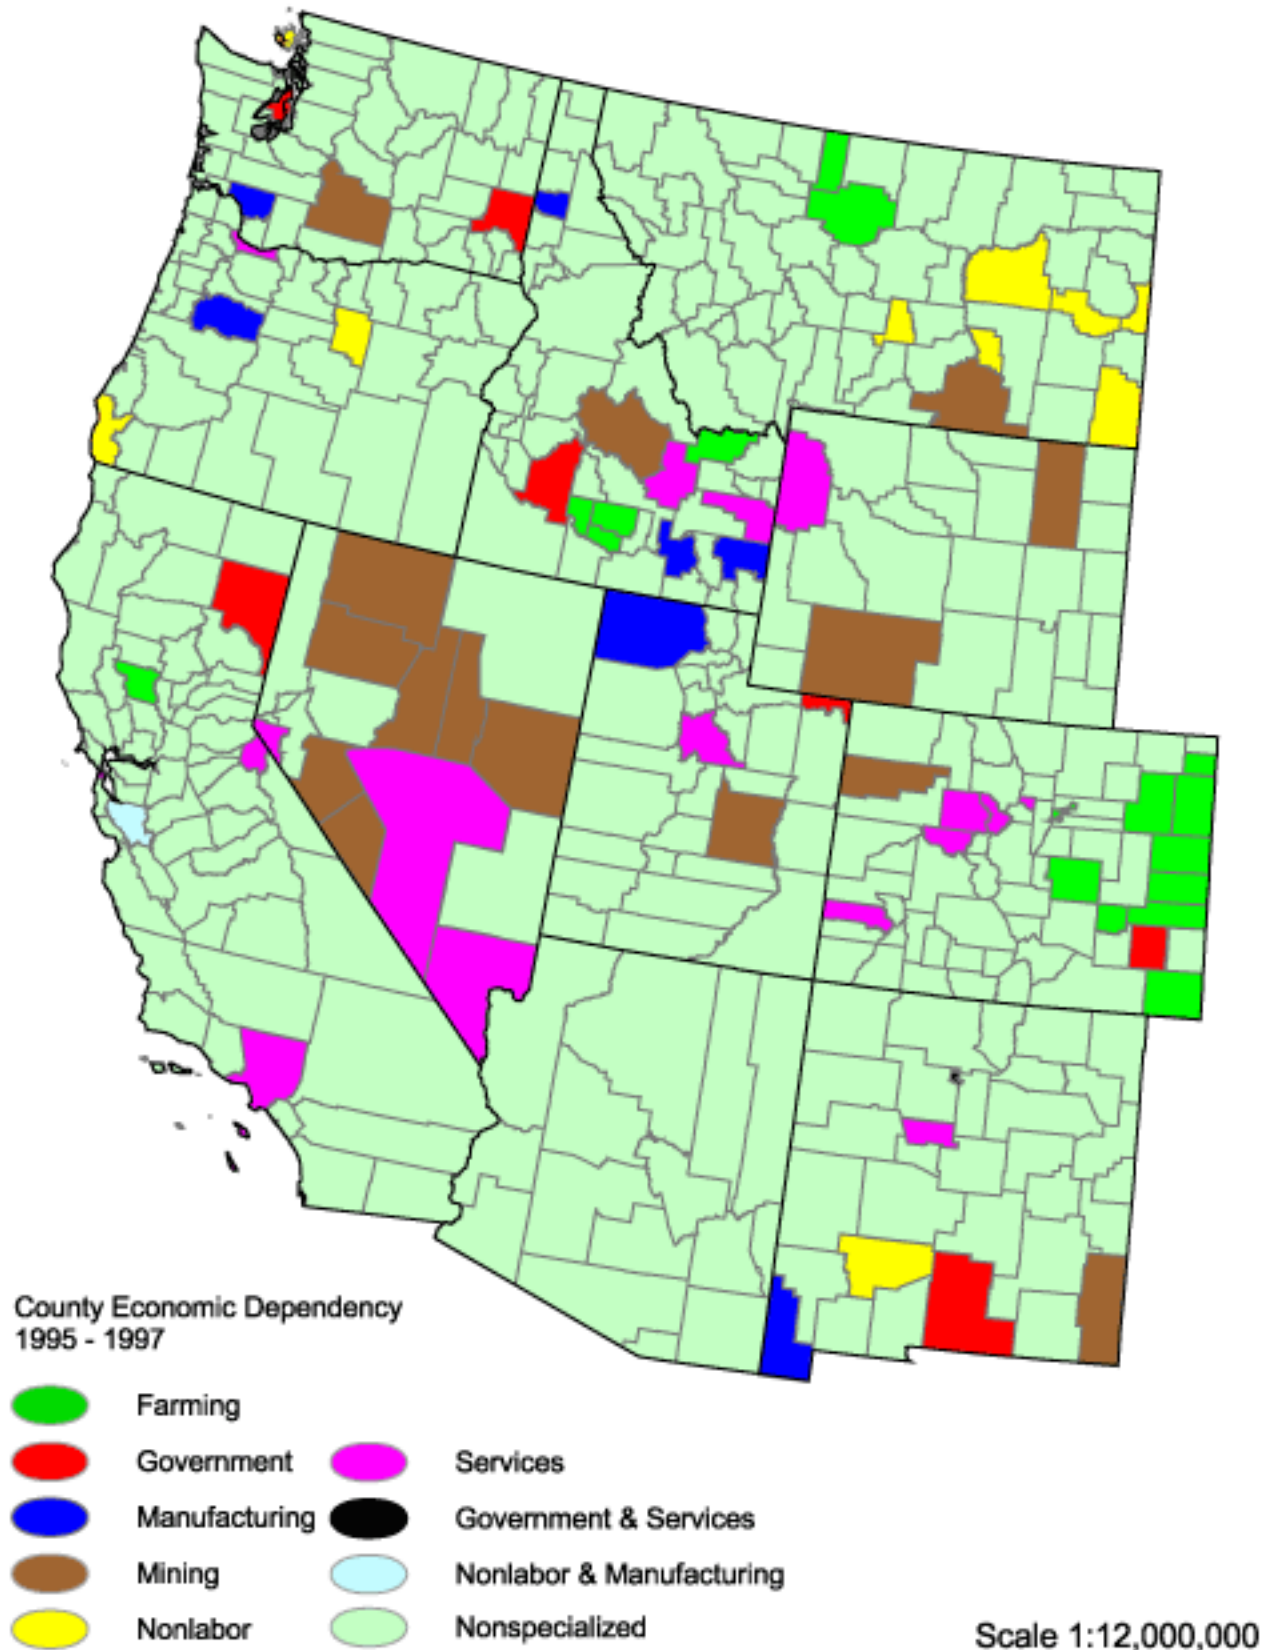 County Economic Dependency
1995 - 1997
Farming
Government
Services
Manufacturing
Government & Services
Mining
Nonlabor & Manufacturing
Nonlabor
Nonspecialized
Scale 1:12,000,000